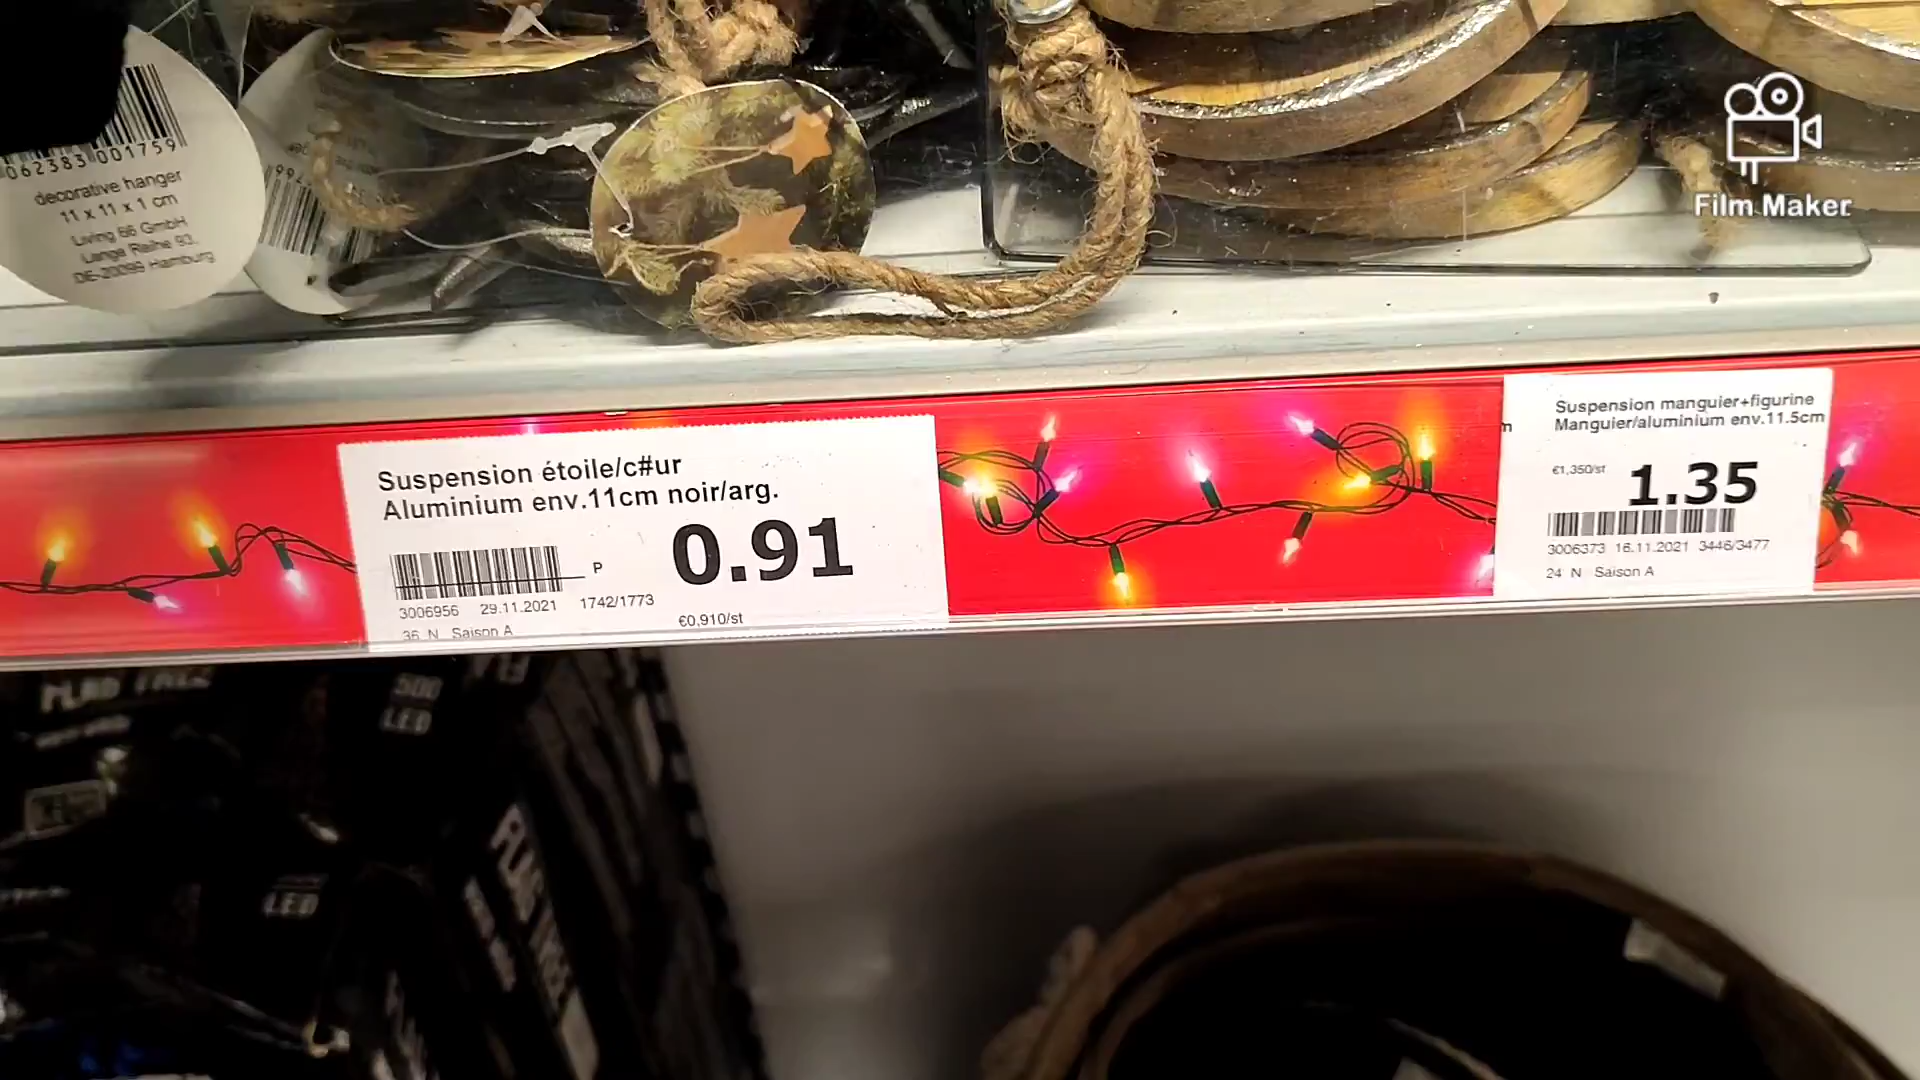 062383 001759
decorative hanger
11 x 11 x 1 cm
Living 66 GmbH
Lange Reihe 93,
DE-20099 Hamburg
Film Maker
Suspension étoile/c#ur
Aluminium env.11cm noir/arg.
P
0.91
3006956 29.11.2021 1742/1773
€0,910/st
36 N Saison A
Suspension manguier+figurine
Manguier/aluminium env.11.5cm
€1,350/st
1.35
3006373 16.11.2021 3446/3477
24 N Saison A
500
LED
LED